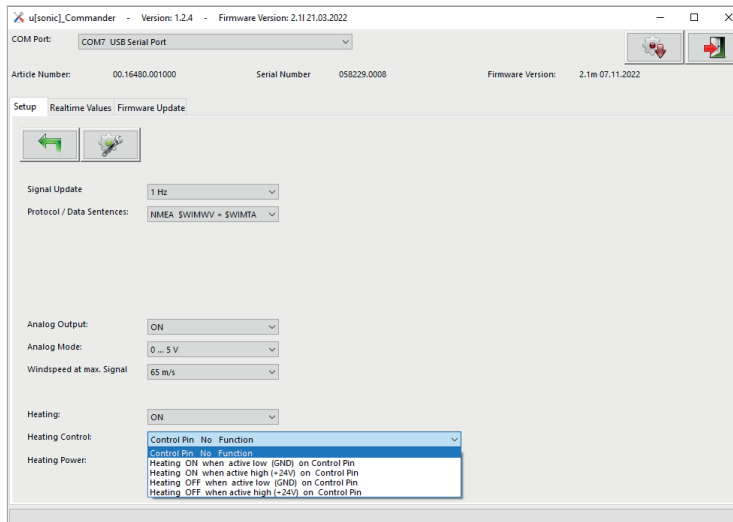 u[sonic]_Commander - Version: 1.2.4 - Firmware Version: 2.1l 21.03.2022
COM Port: COM7 USB Serial Port
Article Number: 00.16480.001000 Serial Number 058229.0008 Firmware Version: 2.1m 07.11.2022
Setup Realtime Values Firmware Update
Signal Update 1 Hz
Protocol / Data Sentences: NMEA $WIMWV + $WIMTA
Analog Output: ON
Analog Mode: 0 ... 5 V
Windspeed at max. Signal 65 m/s
Heating: ON
Heating Control: Control Pin No Function
Control Pin No Function
Heating Power: Heating ON when active low (GND) on Control Pin
Heating ON when active high (+24V) on Control Pin
Heating OFF when active low (GND) on Control Pin
Heating OFF when active high (+24V) on Control Pin